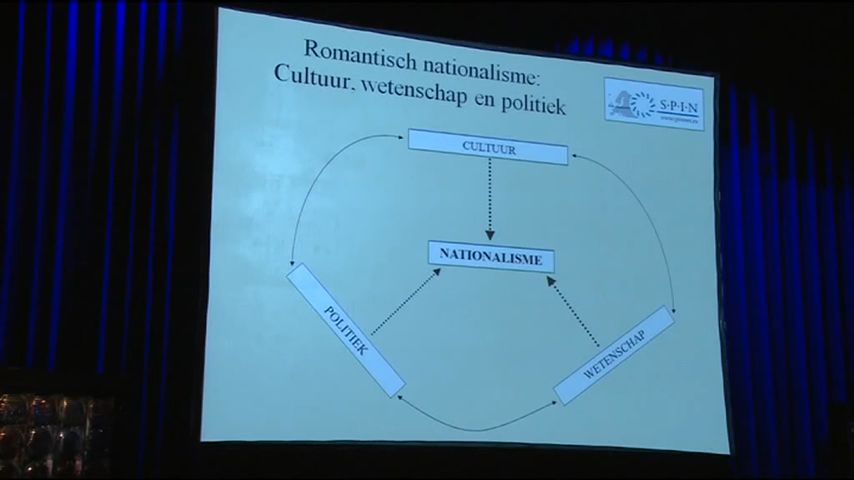 Romantisch nationalisme:
Cultuur, wetenschap en politiek
S·P·I·N
CULTUUR
NATIONALISME
POLITIEK
WETENSCHAP